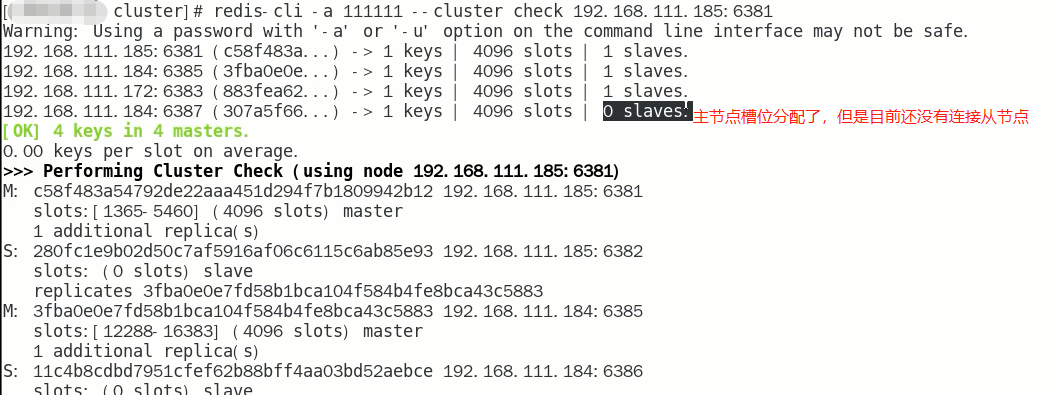 [ cluster]# redis-cli -a 111111 --cluster check 192.168.111.185:6381
Warning: Using a password with '-a' or '-u' option on the command line interface may not be safe.
192.168.111.185:6381 (c58f483a...) -> 1 keys | 4096 slots | 1 slaves.
192.168.111.184:6385 (3fba0e0e...) -> 1 keys | 4096 slots | 1 slaves.
192.168.111.172:6383 (883fea62...) -> 1 keys | 4096 slots | 1 slaves.
192.168.111.184:6387 (307a5f66...) -> 1 keys | 4096 slots | 0 slaves. 主节点槽位分配了，但是目前还没有连接从节点
[OK] 4 keys in 4 masters.
0.00 keys per slot on average.
>>> Performing Cluster Check (using node 192.168.111.185:6381)
M: c58f483a54792de22aaa451d294f7b1809942b12 192.168.111.185:6381
slots:[1365-5460] (4096 slots) master
1 additional replica(s)
S: 280fc1e9b02d50c7af5916af06c6115c6ab85e93 192.168.111.185:6382
slots: (0 slots) slave
replicates 3fba0e0e7fd58b1bca104f584b4fe8bca43c5883
M: 3fba0e0e7fd58b1bca104f584b4fe8bca43c5883 192.168.111.184:6385
slots:[12288-16383] (4096 slots) master
1 additional replica(s)
S: 11c4b8cdbd7951cfef62b88bff4aa03bd52aebce 192.168.111.184:6386
slots: (0 slots) slave